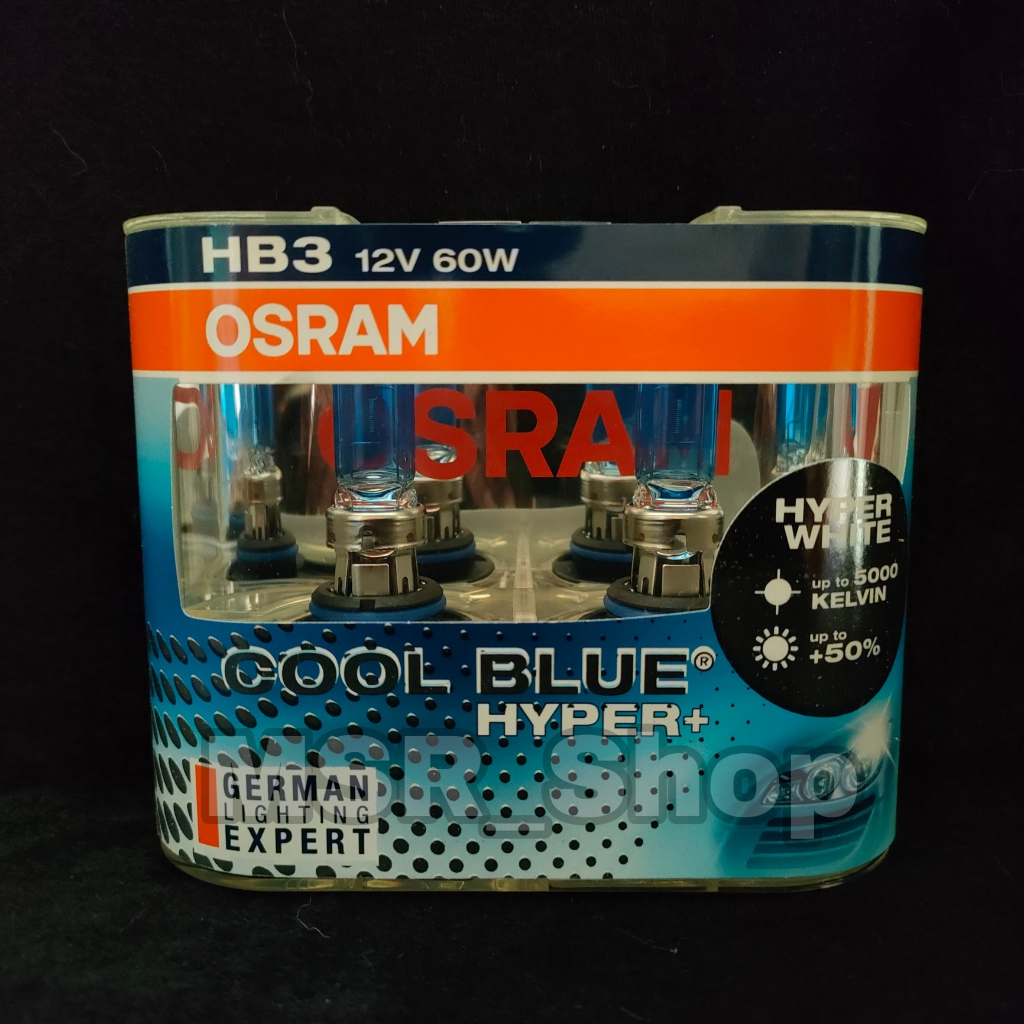 HB3 12V 60W
OSRAM
OSRAM
HYPER
WHITE
up to 5000
KELVIN
up to
+50%
COOL BLUE®
HYPER+
MSR_Shop
GERMAN
LIGHTING
EXPERT